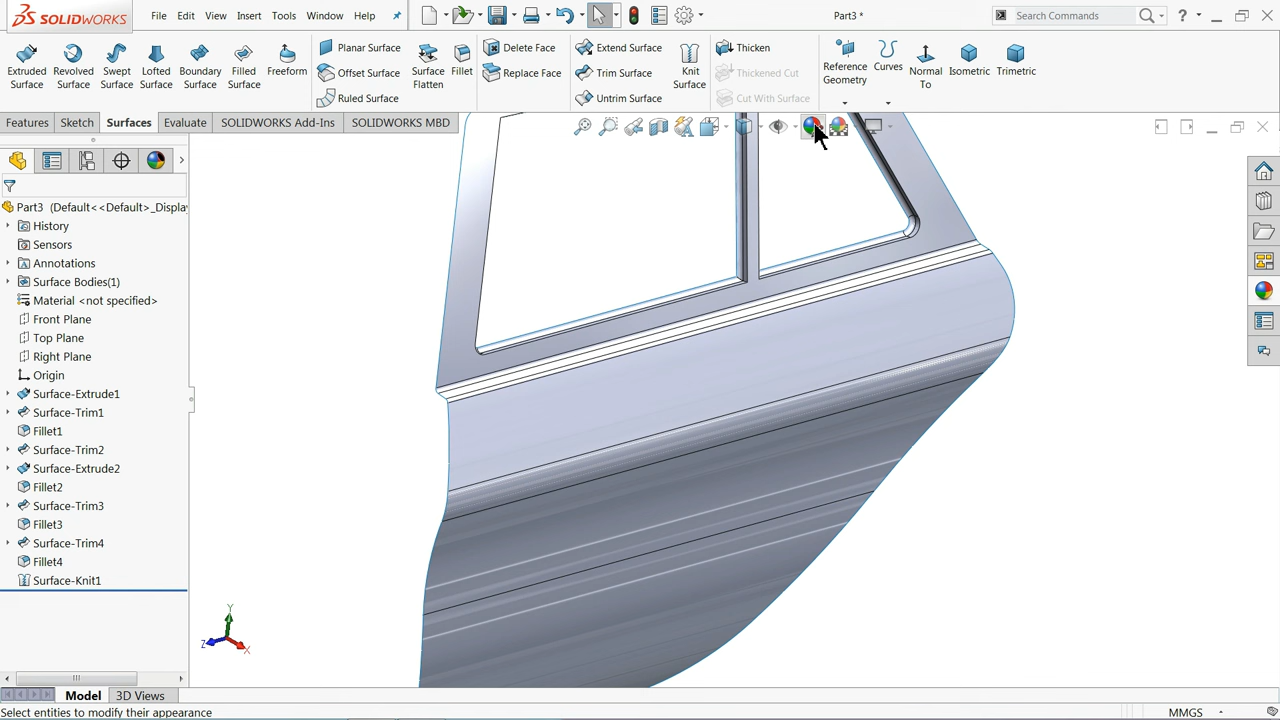 SOLIDWORKS File Edit View Insert Tools Window Help Part3 * Search Commands ?
Extruded Surface
Revolved Surface
Swept Surface
Lofted Surface
Boundary Surface
Filled Surface
Freeform
Planar Surface
Offset Surface
Ruled Surface
Surface Flatten
Fillet
Delete Face
Replace Face
Extend Surface
Trim Surface
Untrim Surface
Knit Surface
Thicken
Thickened Cut
Cut With Surface
Reference Geometry
Curves
Normal To
Isometric
Trimetric
Features Sketch Surfaces Evaluate SOLIDWORKS Add-Ins SOLIDWORKS MBD
Part3 (Default<<Default>_Display
History
Sensors
Annotations
Surface Bodies(1)
Material <not specified>
Front Plane
Top Plane
Right Plane
Origin
Surface-Extrude1
Surface-Trim1
Fillet1
Surface-Trim2
Surface-Extrude2
Fillet2
Surface-Trim3
Fillet3
Surface-Trim4
Fillet4
Surface-Knit1
Y
Z
X
Model 3D Views
Select entities to modify their appearance MMGS